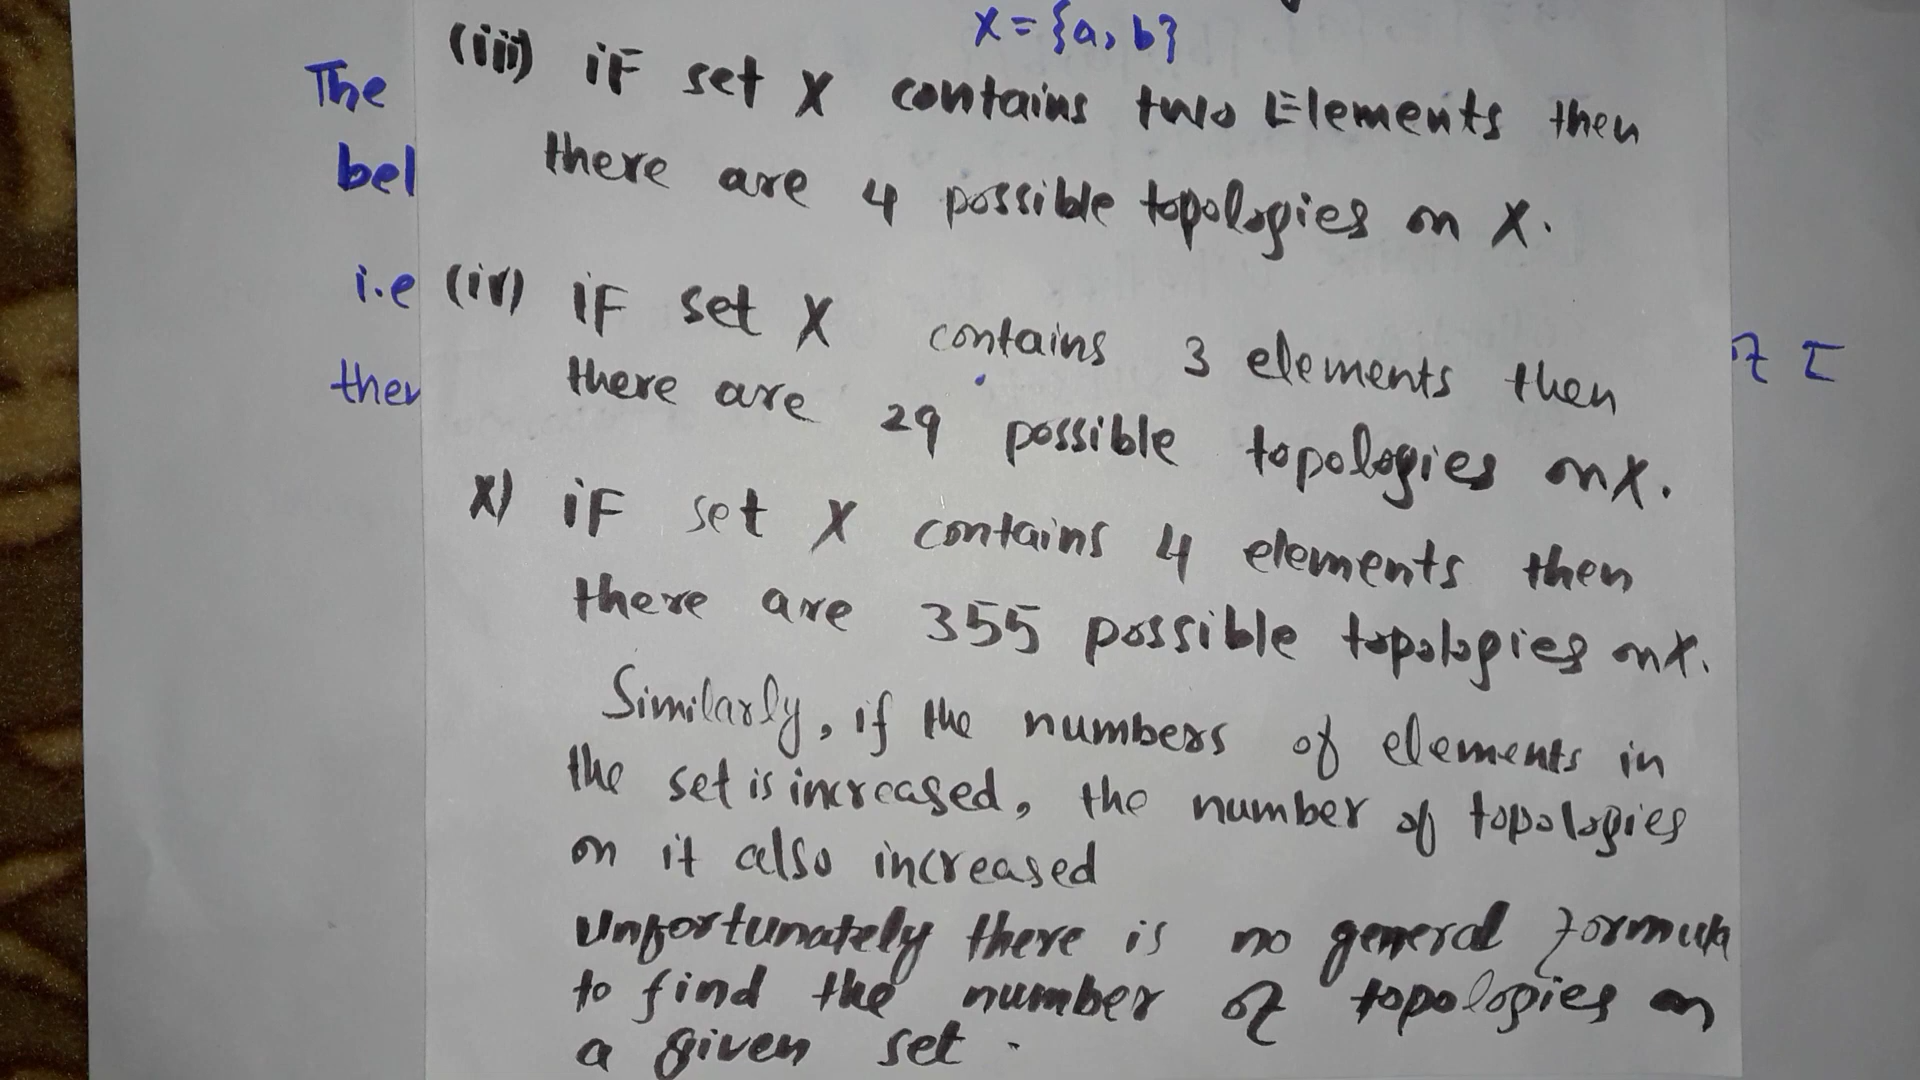 X = {a, b}
(iii) iF set X contains two Elements then
there are 4 possible topologies on X.
(iv) iF set X contains 3 elements then
there are 29 possible topologies on X.
X) iF set X contains 4 elements then
there are 355 possible topologies on X.
Similarly, if the numbers of elements in
the set is increased, the number of topologies
on it also increased
Unfortunately there is no general formula
to find the number of topologies on
a given set.
The
bel
i.e
then
of τ